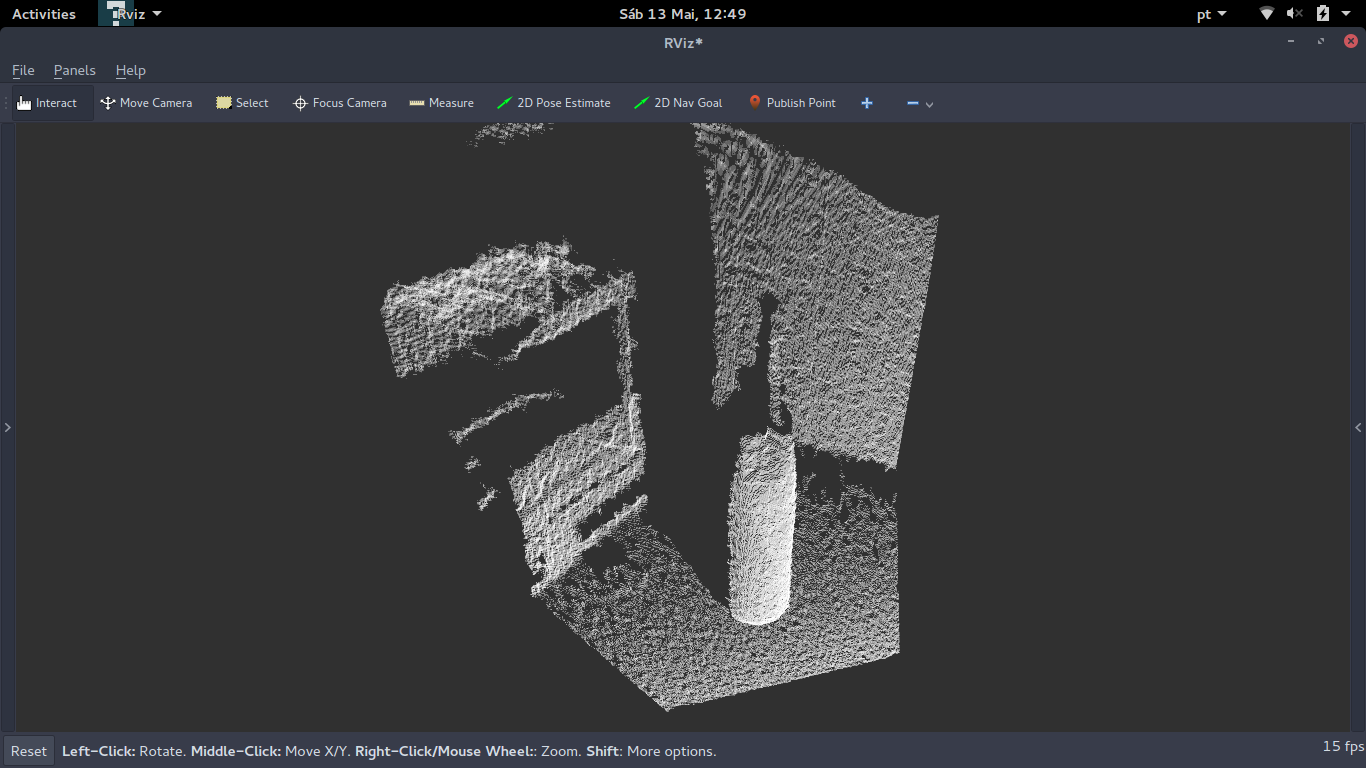 Activities Rviz Sáb 13 Mai, 12:49 pt
RViz*
File Panels Help
Interact Move Camera Select Focus Camera Measure 2D Pose Estimate 2D Nav Goal Publish Point
Reset Left-Click: Rotate. Middle-Click: Move X/Y. Right-Click/Mouse Wheel:: Zoom. Shift: More options. 15 fps